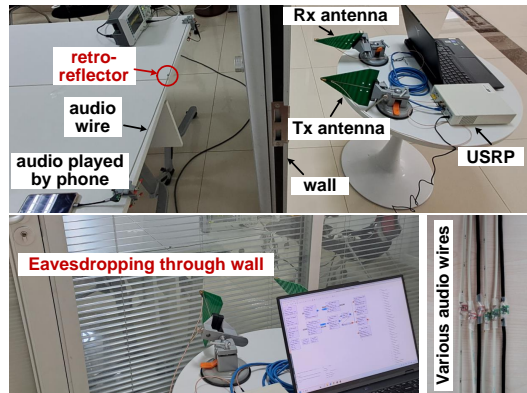 Rx antenna
retro-
reflector
audio
wire
Tx antenna
audio played
by phone
wall
USRP
Eavesdropping through wall
Various audio wires